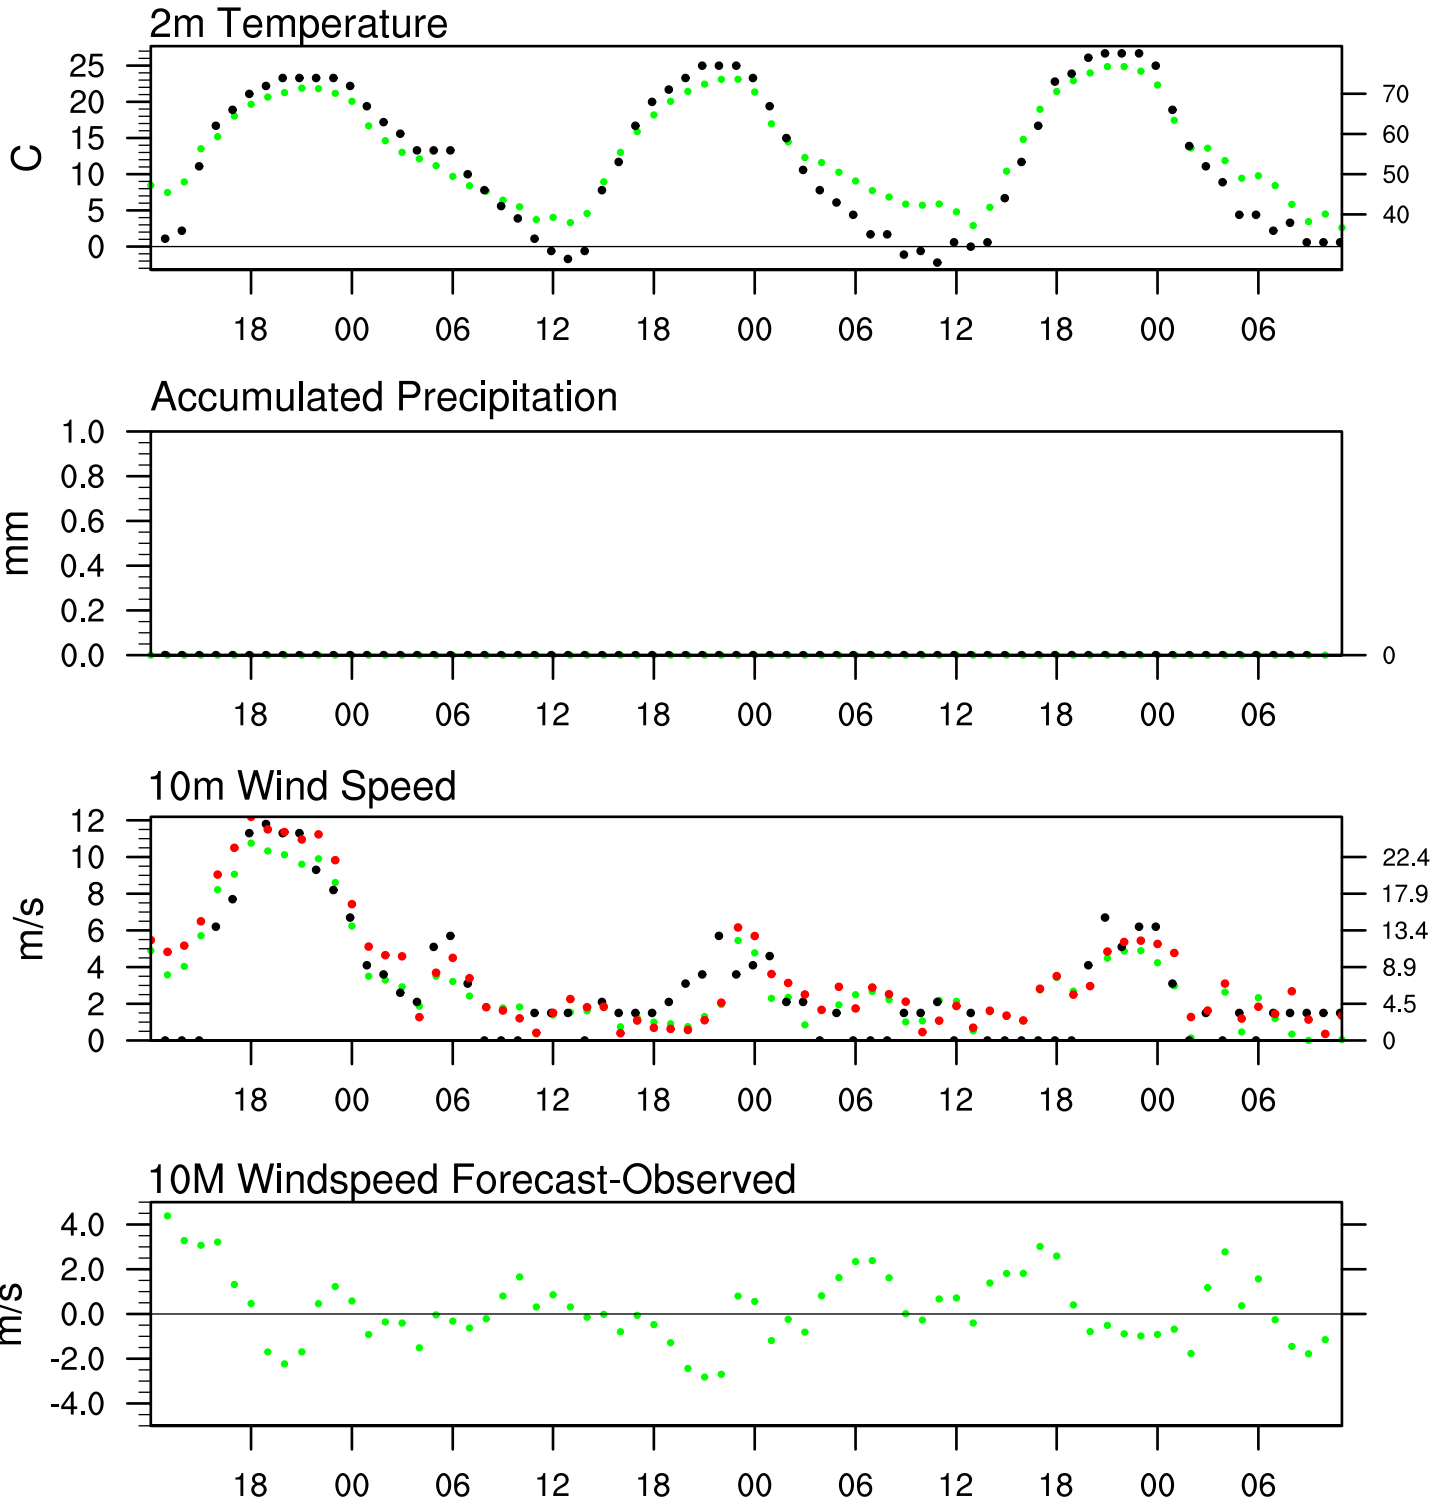 2m Temperature
25
20
15
10
5
0
C
70
60
50
40
18 00 06 12 18 00 06 12 18 00 06
Accumulated Precipitation
1.0
0.8
0.6
0.4
0.2
0.0
mm
0
18 00 06 12 18 00 06 12 18 00 06
10m Wind Speed
12
10
8
6
4
2
0
m/s
22.4
17.9
13.4
8.9
4.5
0
18 00 06 12 18 00 06 12 18 00 06
10M Windspeed Forecast-Observed
4.0
2.0
0.0
-2.0
-4.0
m/s
18 00 06 12 18 00 06 12 18 00 06